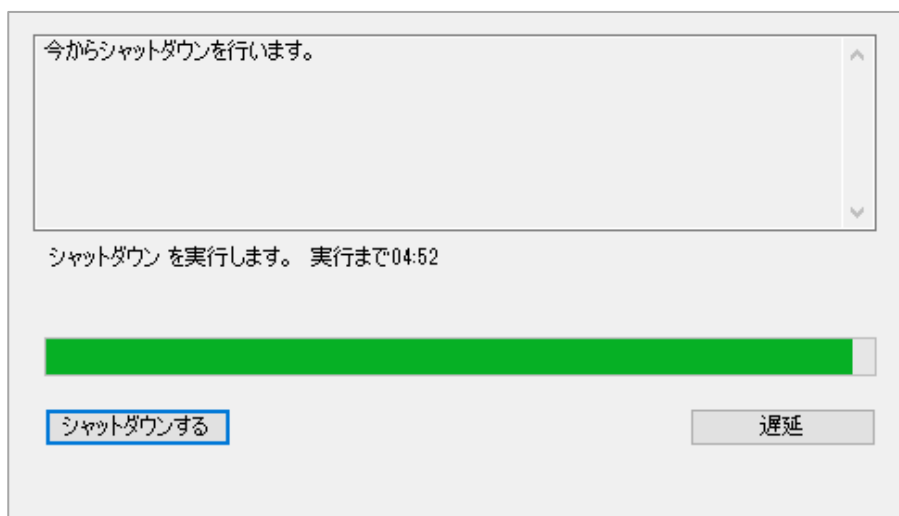 今からシャットダウンを行います。
シャットダウン を実行します。 実行まで04:52
シャットダウンする
遅延